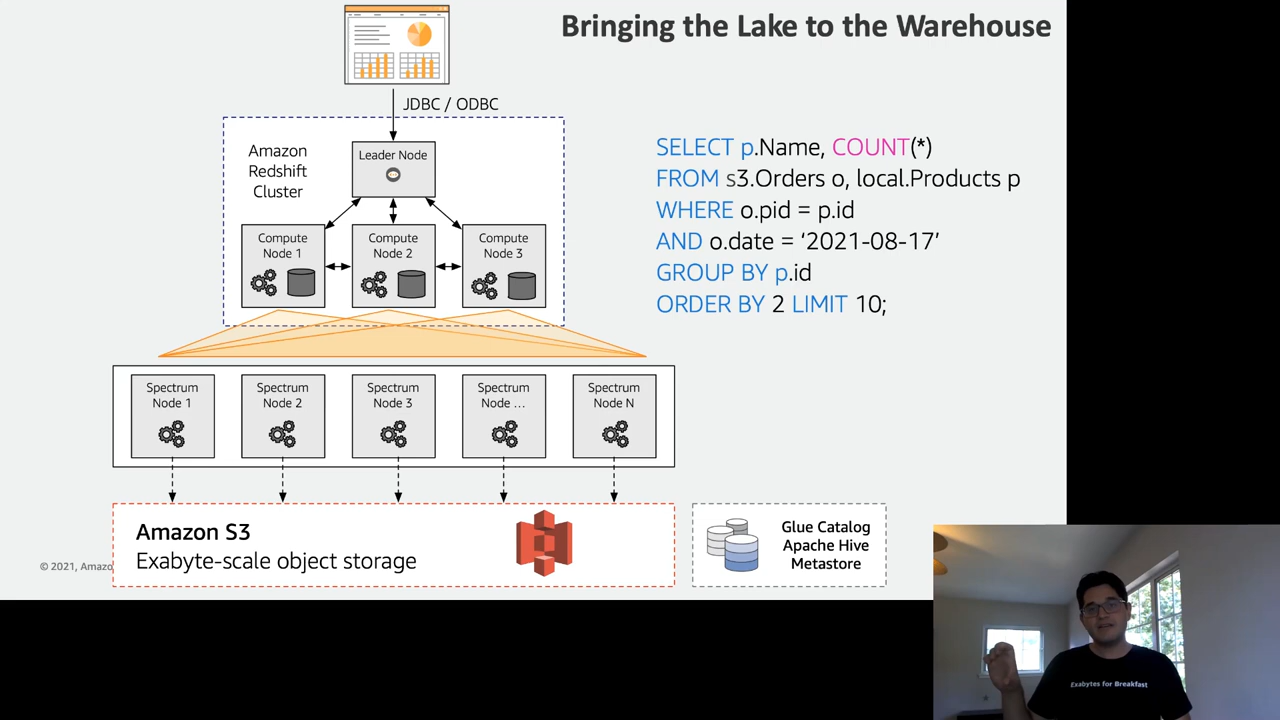 Bringing the Lake to the Warehouse
JDBC / ODBC
Amazon
Redshift
Cluster
Leader Node
Compute
Node 1
Compute
Node 2
Compute
Node 3
SELECT p.Name, COUNT(*)
FROM s3.Orders o, local.Products p
WHERE o.pid = p.id
AND o.date = ‘2021-08-17’
GROUP BY p.id
ORDER BY 2 LIMIT 10;
Spectrum
Node 1
Spectrum
Node 2
Spectrum
Node 3
Spectrum
Node ...
Spectrum
Node N
Amazon S3
Exabyte-scale object storage
Glue Catalog
Apache Hive
Metastore
© 2021, Amazo
Exabytes for Breakfast